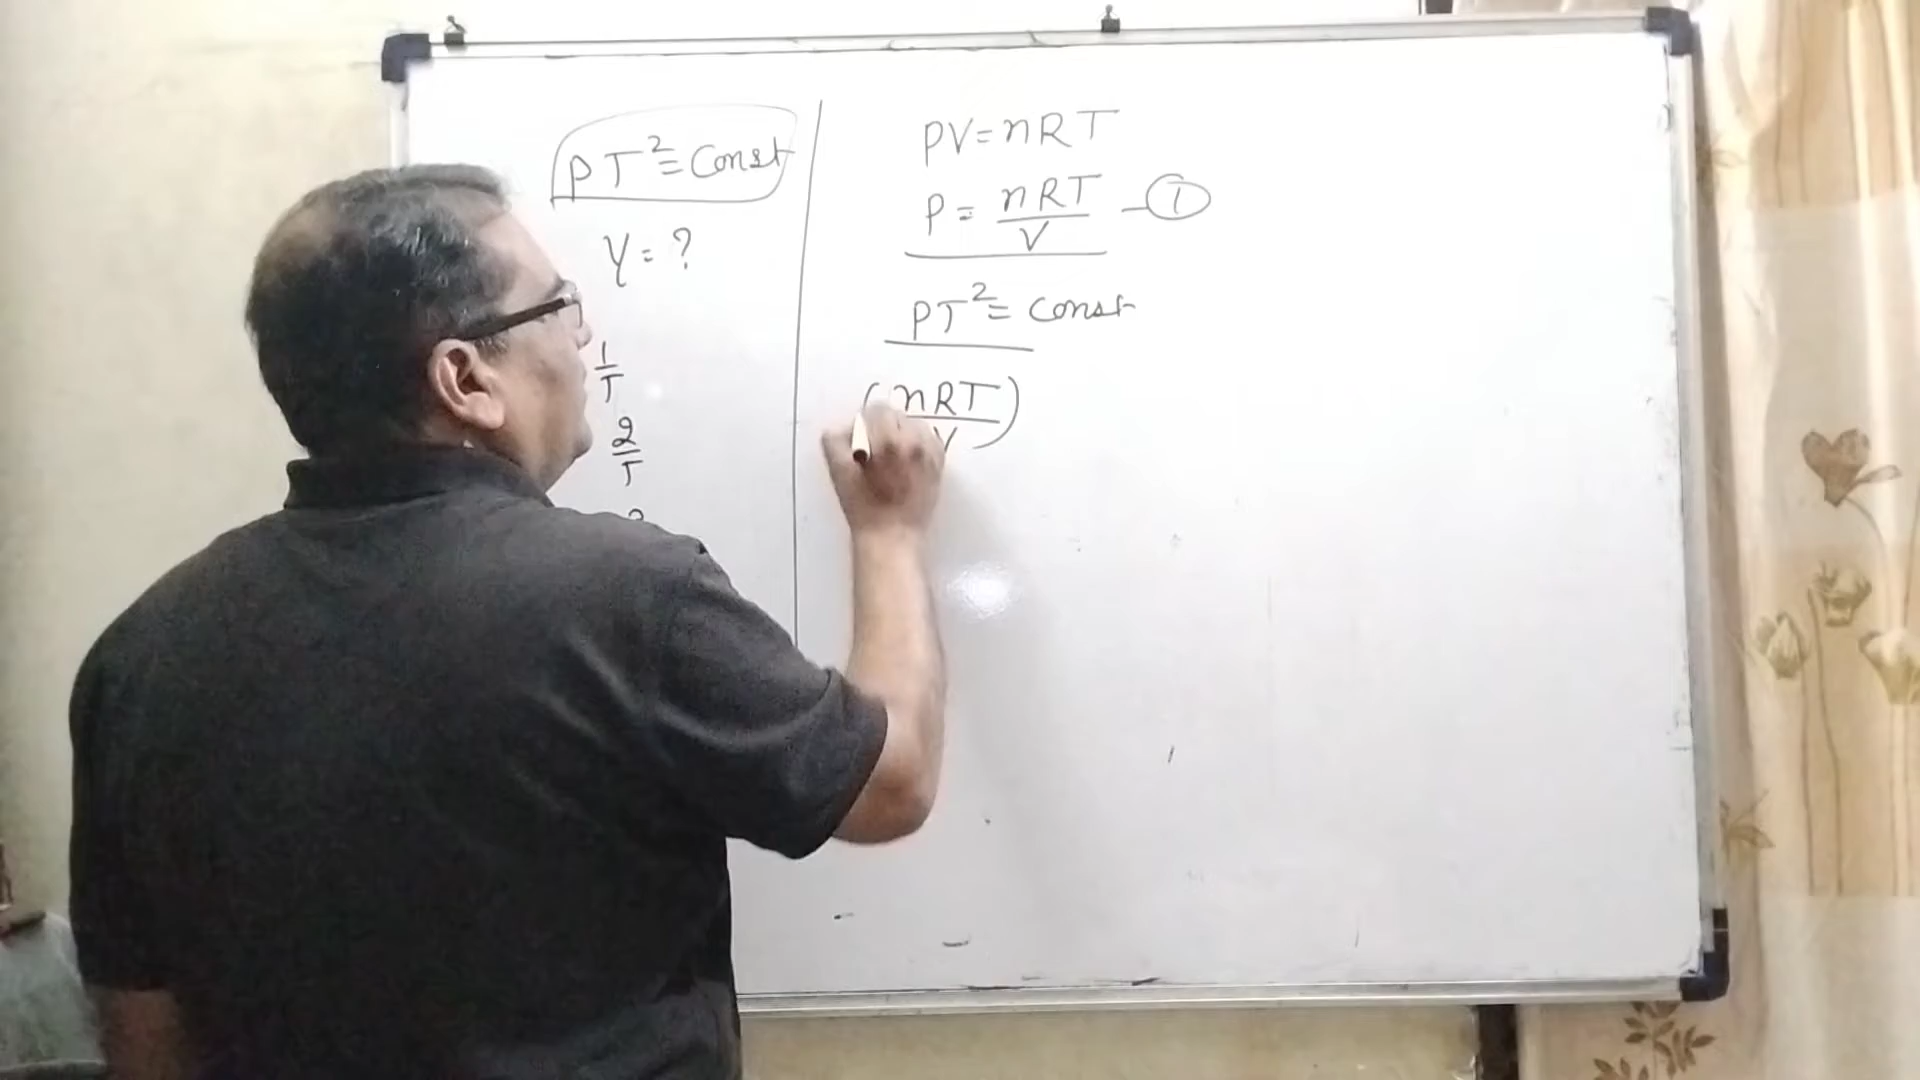 PT² = Const
γ = ?
1/T
2/T
PV = nRT
P = nRT/V — ①
PT² = Const
(nRT/V)